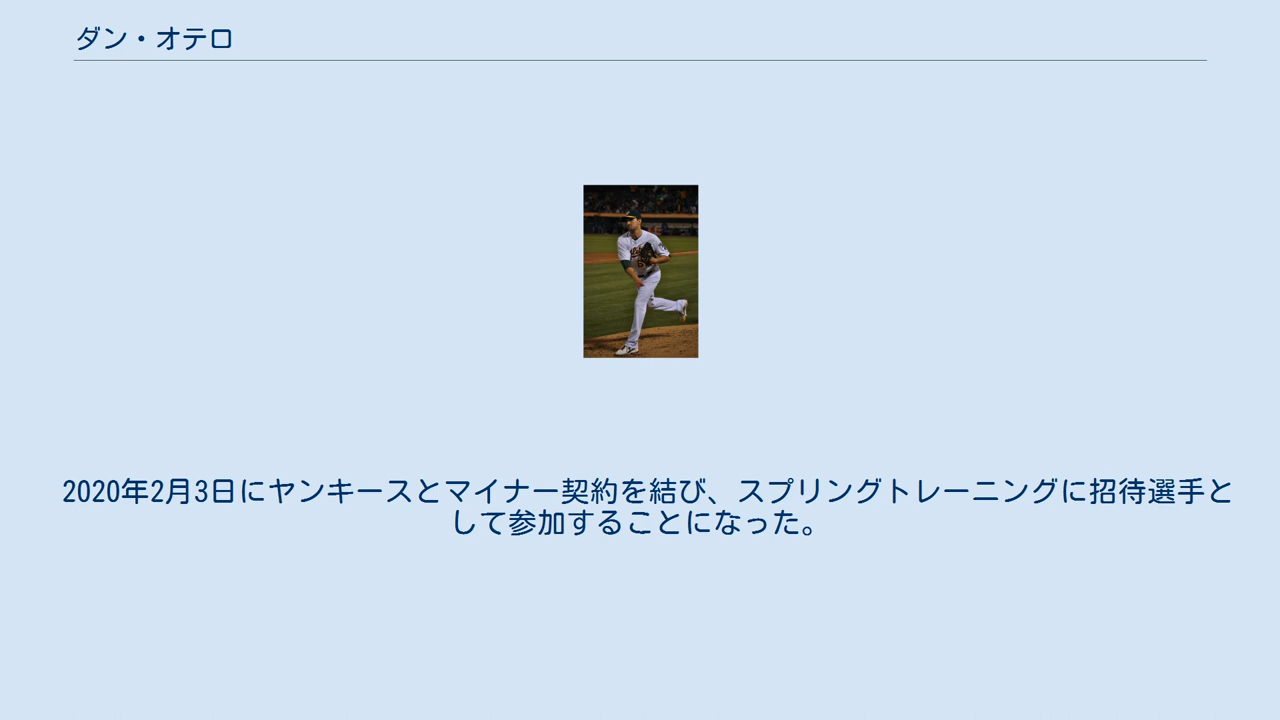 ダン・オテロ
2020年2月3日にヤンキースとマイナー契約を結び、スプリングトレーニングに招待選手と
して参加することになった。